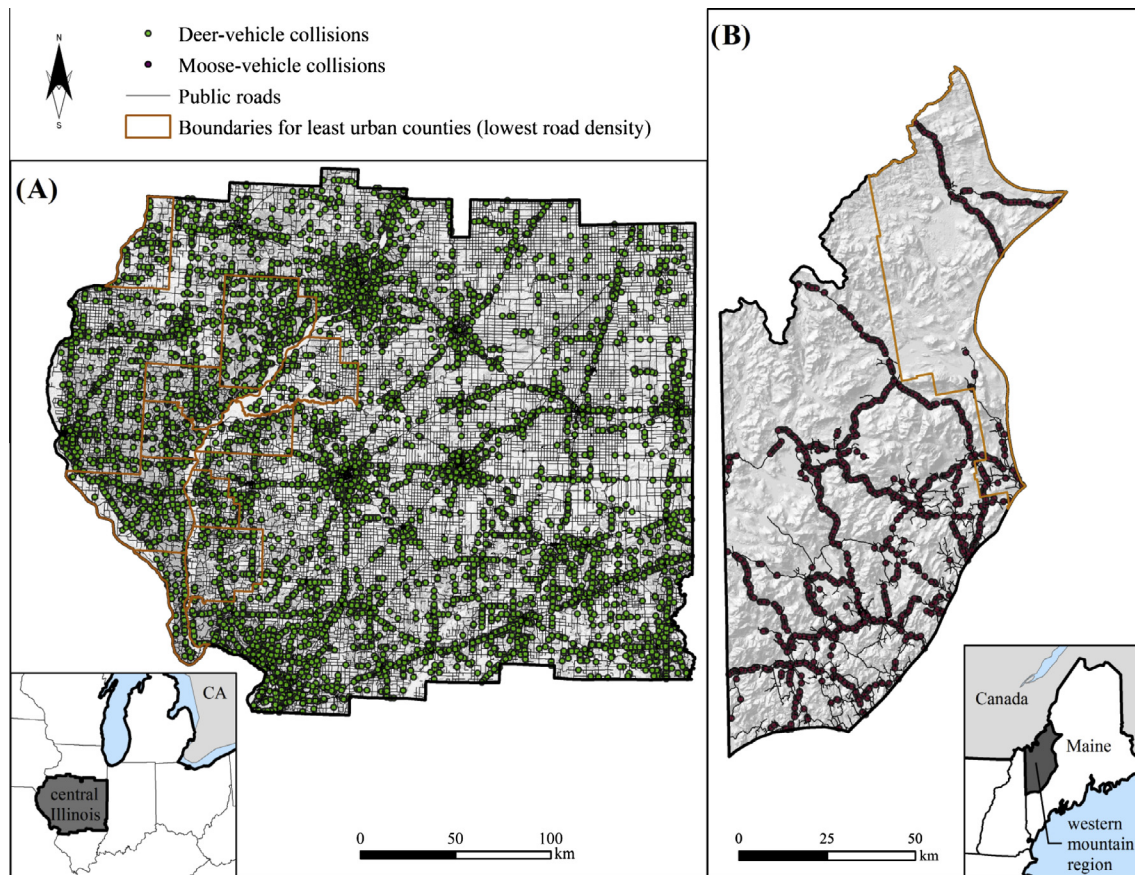 N
S
Deer-vehicle collisions
Moose-vehicle collisions
Public roads
Boundaries for least urban counties (lowest road density)
(A)
(B)
CA
central
Illinois
0 50 100
km
Canada
Maine
western
mountain
region
0 25 50
km